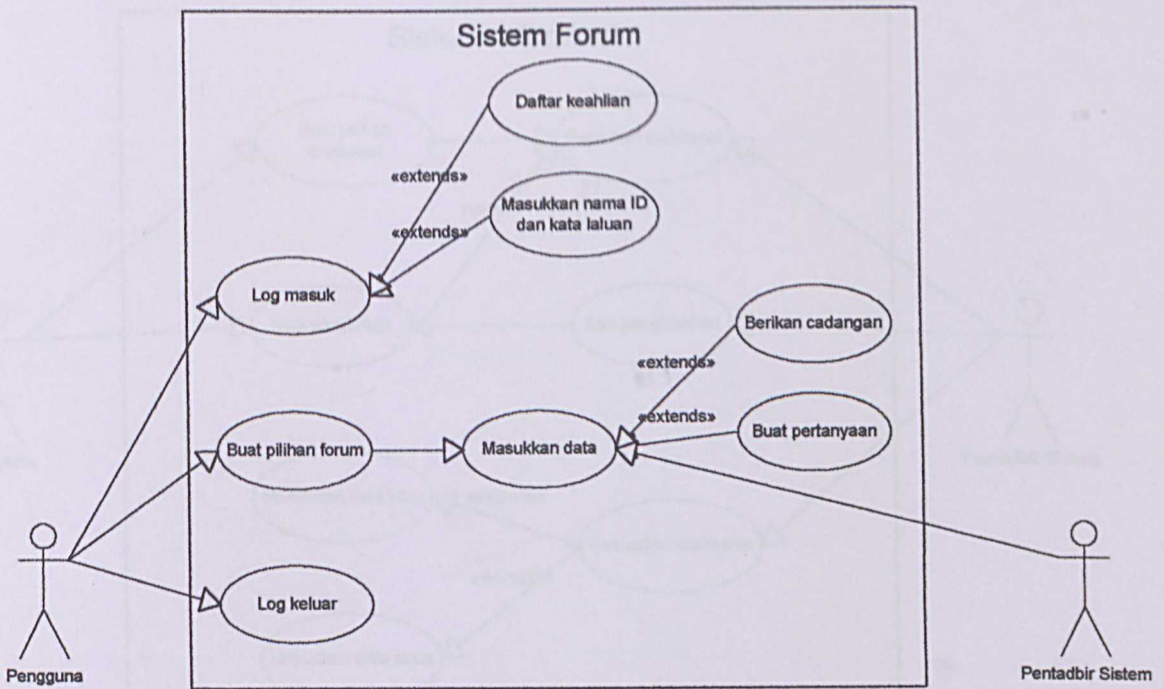 Sistem Forum
Daftar keahlian
«extends»
Masukkan nama ID
dan kata laluan
«extends»
Log masuk
Berikan cadangan
«extends»
«extends»
Buat pertanyaan
Buat pilihan forum
Masukkan data
Log keluar
Pengguna
Pentadbir Sistem